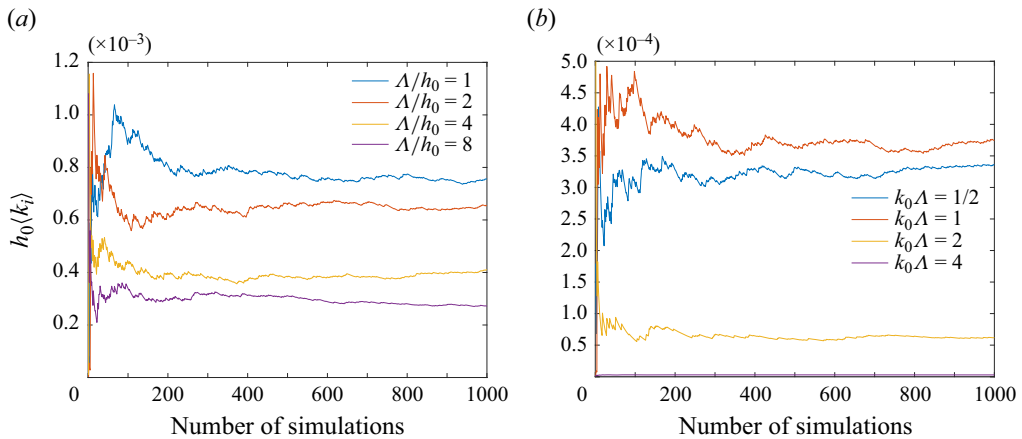 (a)
(×10⁻³)
1.2
1.0
0.8
0.6
0.4
0.2
h₀⟨kᵢ⟩
Λ/h₀ = 1
Λ/h₀ = 2
Λ/h₀ = 4
Λ/h₀ = 8
0 200 400 600 800 1000
Number of simulations
(b)
(×10⁻⁴)
5.0
4.5
4.0
3.5
3.0
2.5
2.0
1.5
1.0
0.5
k₀Λ = 1/2
k₀Λ = 1
k₀Λ = 2
k₀Λ = 4
0 200 400 600 800 1000
Number of simulations